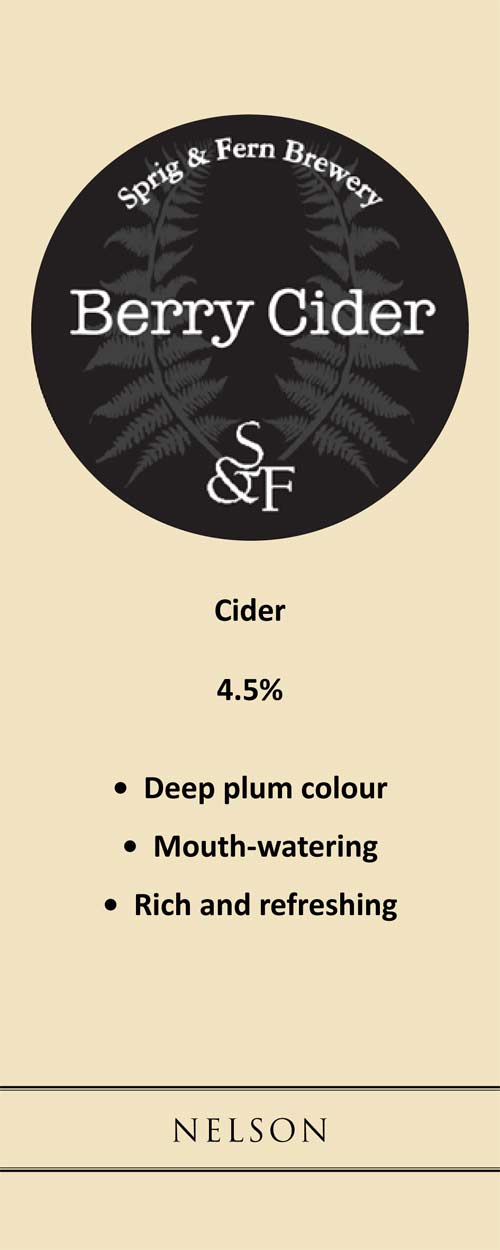 Sprig & Fern Brewery
Berry Cider
S
&F
Cider
4.5%
• Deep plum colour
• Mouth-watering
• Rich and refreshing
NELSON